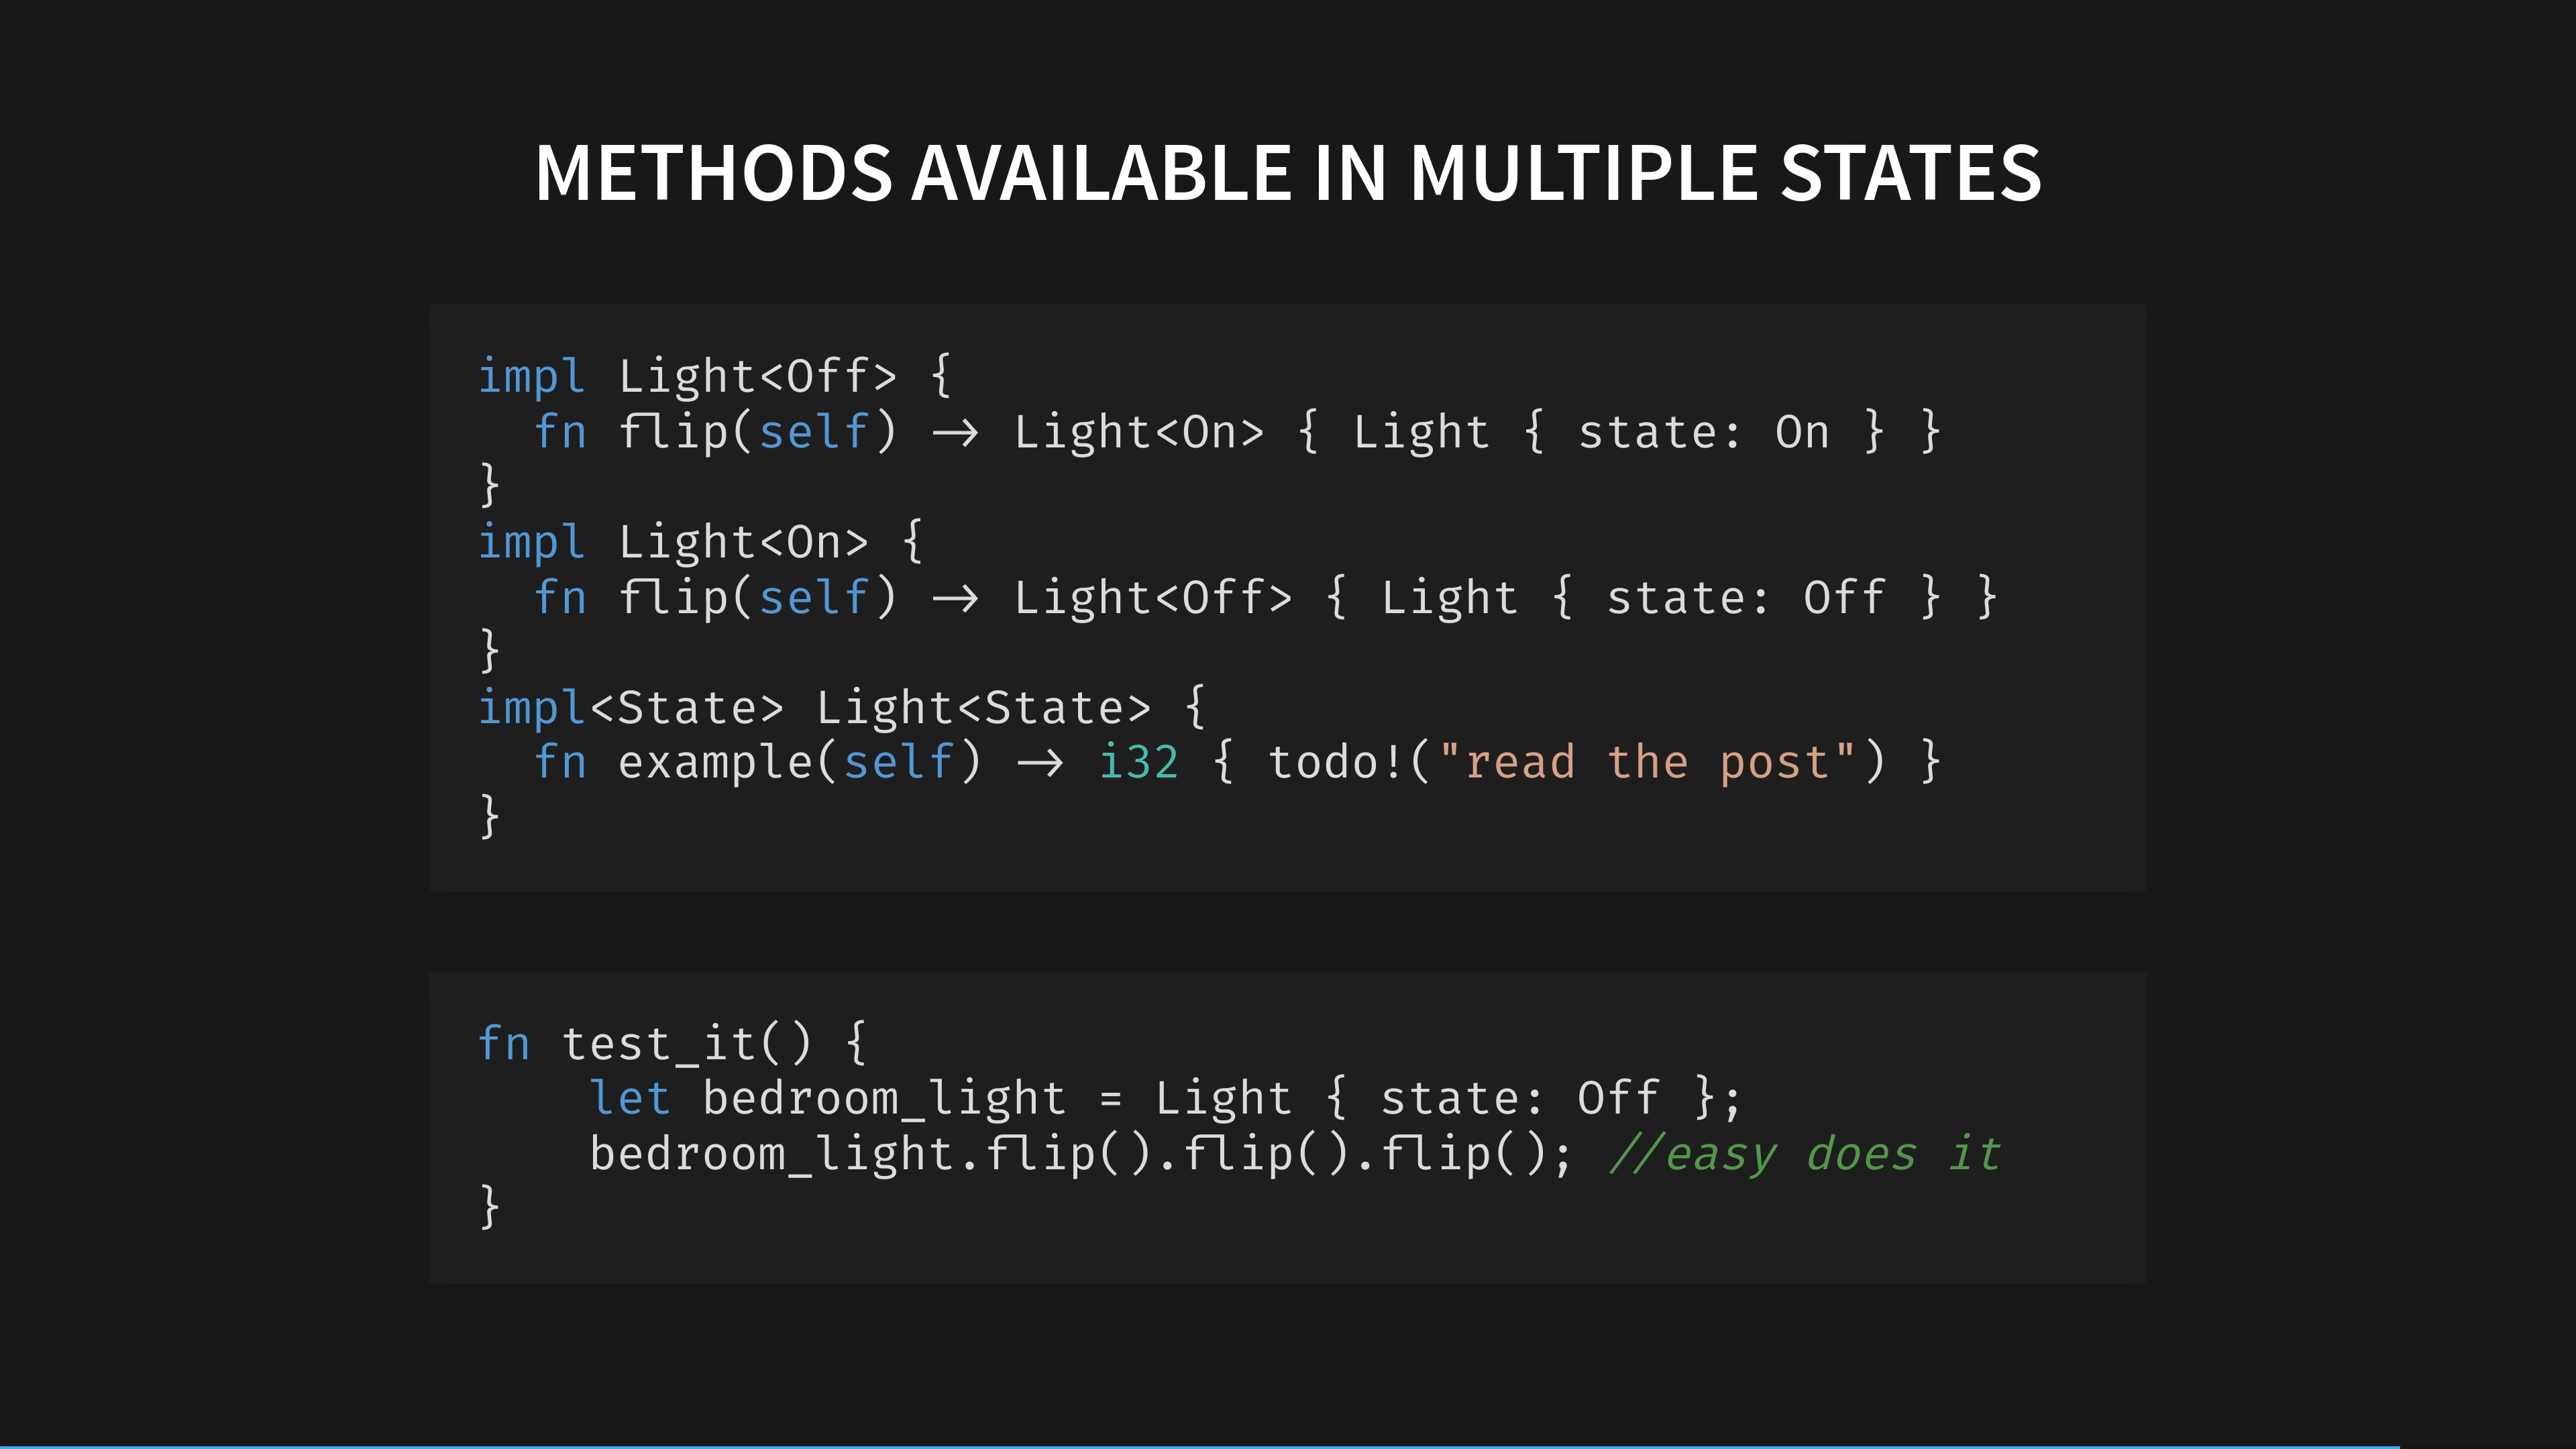 METHODS AVAILABLE IN MULTIPLE STATES
impl Light<Off> {
  fn flip(self) -> Light<On> { Light { state: On } }
}
impl Light<On> {
  fn flip(self) -> Light<Off> { Light { state: Off } }
}
impl<State> Light<State> {
  fn example(self) -> i32 { todo!("read the post") }
}
fn test_it() {
    let bedroom_light = Light { state: Off };
    bedroom_light.flip().flip().flip(); //easy does it
}